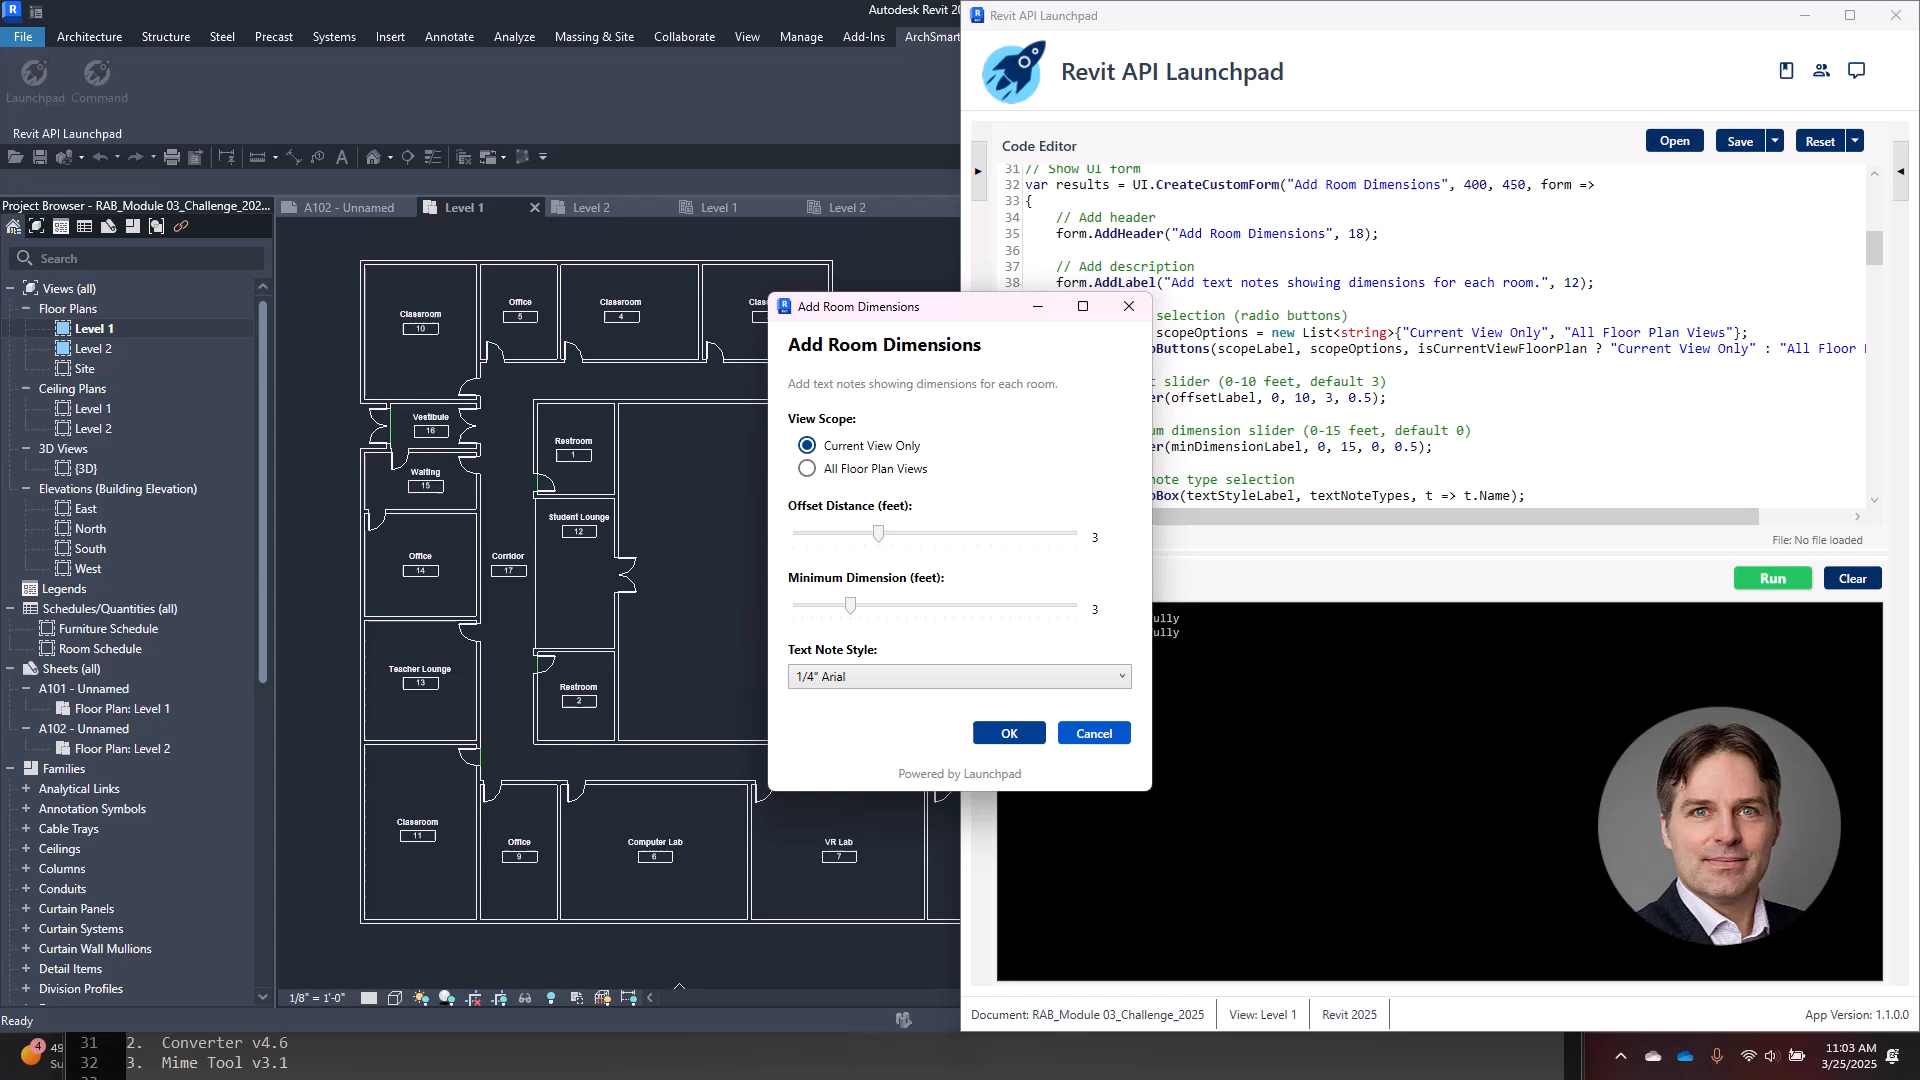 Autodesk Revit 20
File Architecture Structure Steel Precast Systems Insert Annotate Analyze Massing & Site Collaborate View Manage Add-Ins ArchSmart
Launchpad Command
Revit API Launchpad
Project Browser - RAB_Module 03_Challenge_202...
Search
Views (all)
Floor Plans
Level 1
Level 2
Site
Ceiling Plans
Level 1
Level 2
3D Views
{3D}
Elevations (Building Elevation)
East
North
South
West
Legends
Schedules/Quantities (all)
Furniture Schedule
Room Schedule
Sheets (all)
A101 - Unnamed
Floor Plan: Level 1
A102 - Unnamed
Floor Plan: Level 2
Families
Analytical Links
Annotation Symbols
Cable Trays
Ceilings
Columns
Conduits
Curtain Panels
Curtain Systems
Curtain Wall Mullions
Detail Items
Division Profiles
Ready
A102 - Unnamed Level 1 Level 2 Level 1 Level 2
Classroom
10
Office
5
Classroom
4
Clas
Vestibule
16
Waiting
15
Restroom
1
Student Lounge
12
Office
14
Corridor
17
Teacher Lounge
13
Restroom
2
Classroom
11
Office
9
Computer Lab
6
VR Lab
7
1/8" = 1'-0"
Revit API Launchpad
Revit API Launchpad
Code Editor
Open Save Reset
31 // Show UI form
32 var results = UI.CreateCustomForm("Add Room Dimensions", 400, 450, form =>
33 {
34 // Add header
35 form.AddHeader("Add Room Dimensions", 18);
36
37 // Add description
38 form.AddLabel("Add text notes showing dimensions for each room.", 12);
selection (radio buttons)
scopeOptions = new List<string>{"Current View Only", "All Floor Plan Views"};
oButtons(scopeLabel, scopeOptions, isCurrentViewFloorPlan ? "Current View Only" : "All Floor
t slider (0-10 feet, default 3)
er(offsetLabel, 0, 10, 3, 0.5);
um dimension slider (0-15 feet, default 0)
er(minDimensionLabel, 0, 15, 0, 0.5);
note type selection
oBox(textStyleLabel, textNoteTypes, t => t.Name);
File: No file loaded
Run Clear
ully
ully
Add Room Dimensions
Add Room Dimensions
Add text notes showing dimensions for each room.
View Scope:
Current View Only
All Floor Plan Views
Offset Distance (feet):
3
Minimum Dimension (feet):
3
Text Note Style:
1/4" Arial
OK Cancel
Powered by Launchpad
Document: RAB_Module 03_Challenge_2025 View: Level 1 Revit 2025 App Version: 1.1.0.0
4 49
Su
31 2. Converter v4.6
32 3. Mime Tool v3.1
11:03 AM
3/25/2025